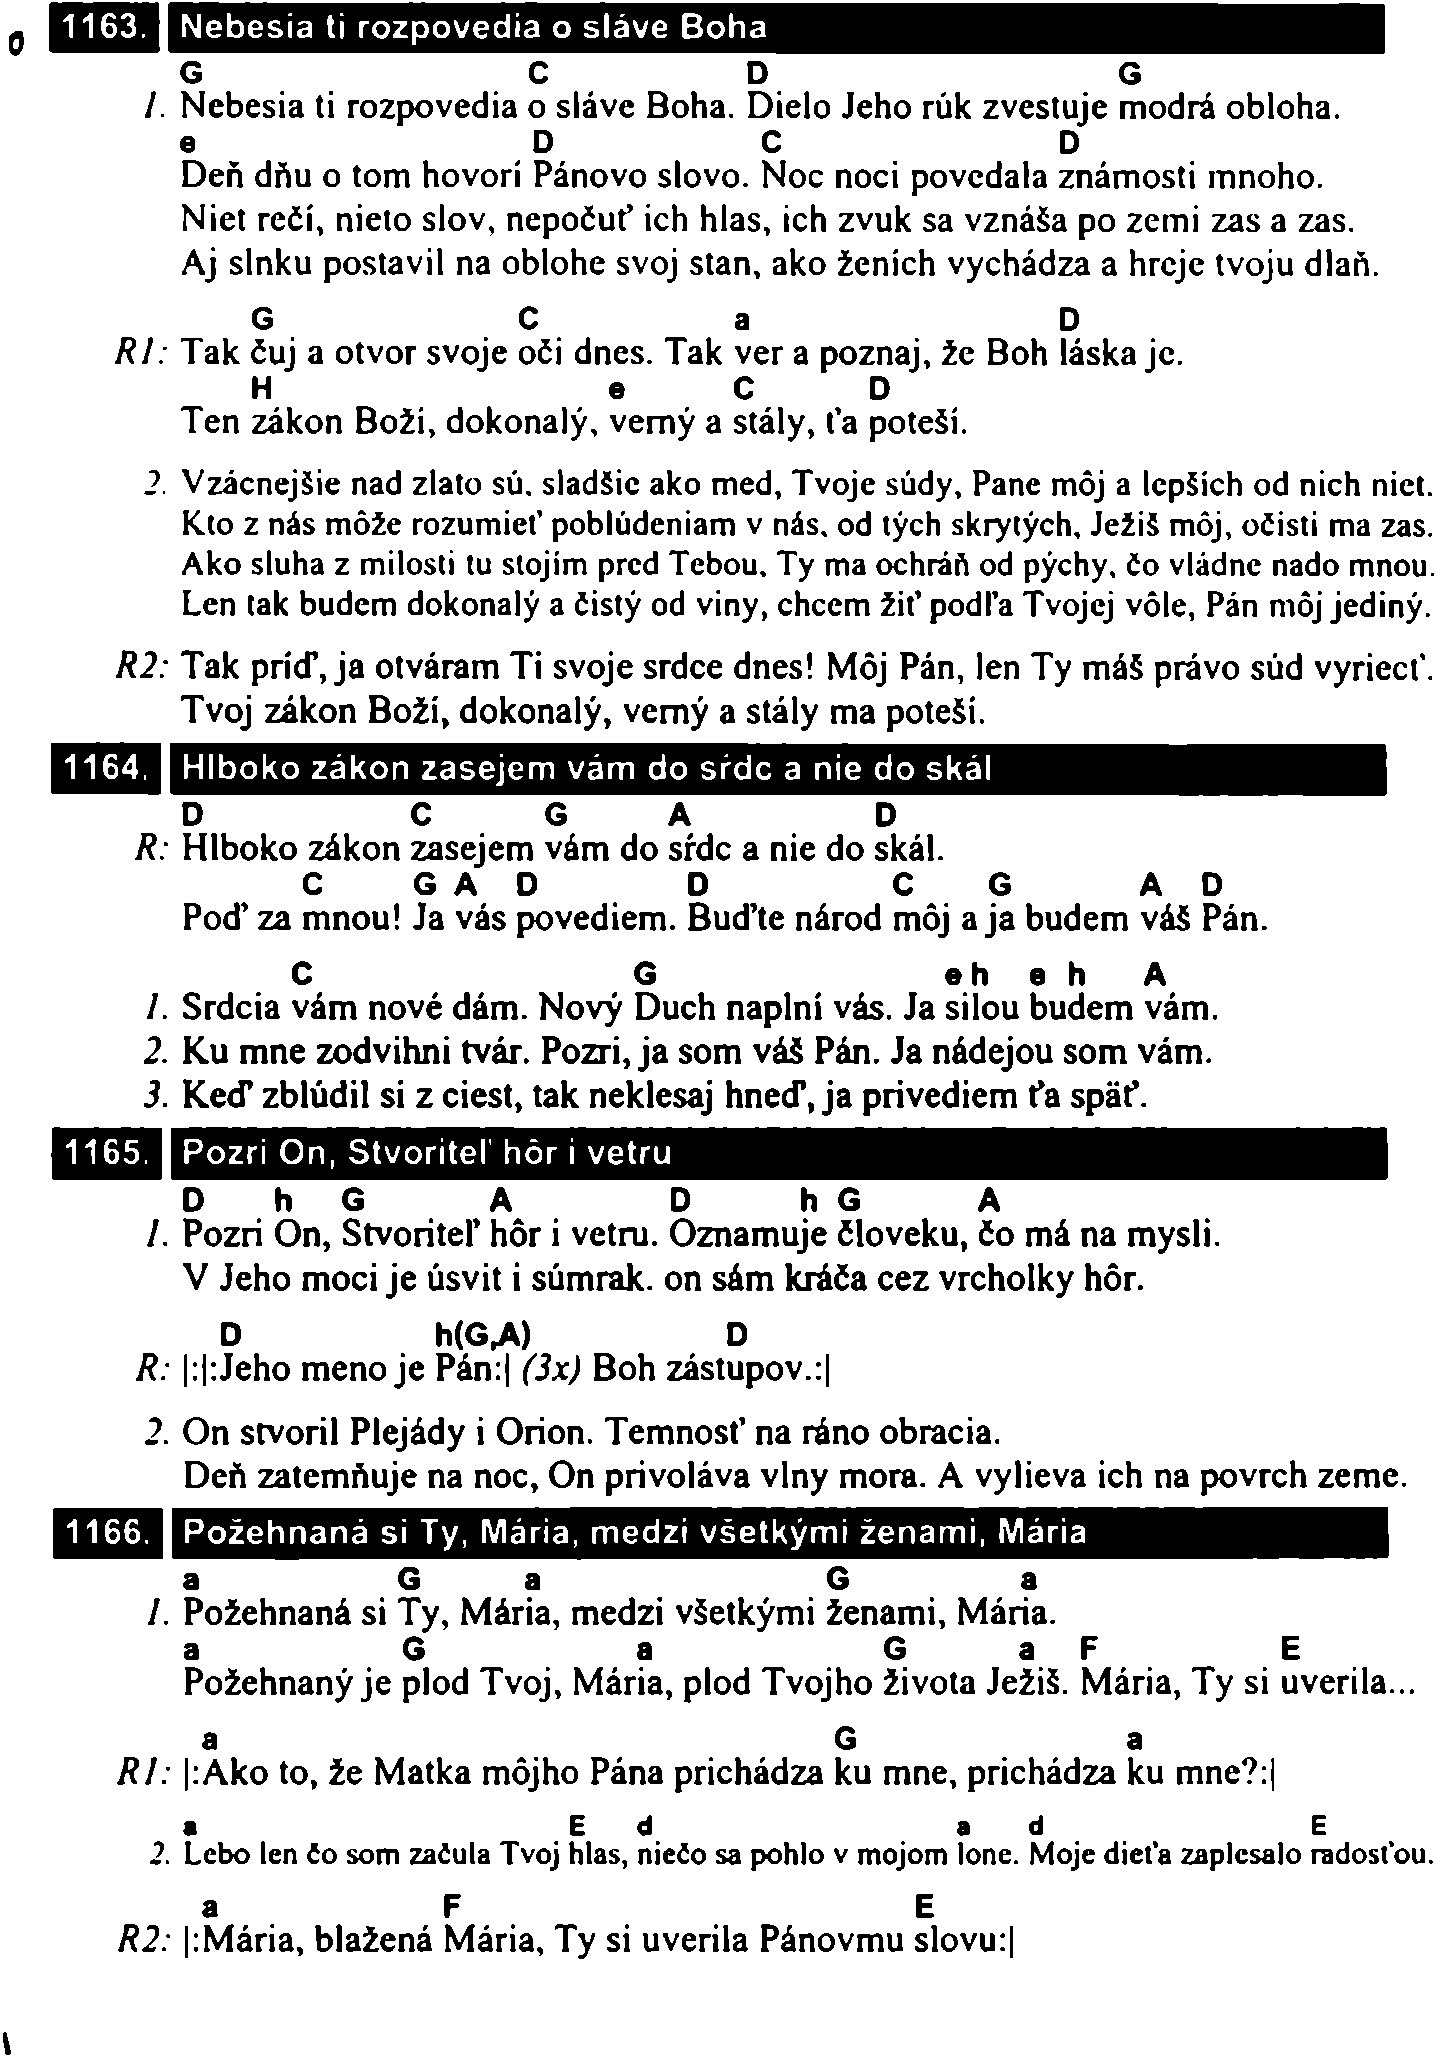 1163. Nebesia ti rozpovedia o sláve Boha
G C D G
1. Nebesia ti rozpovedia o sláve Boha. Dielo Jeho rúk zvestuje modrá obloha.
e D C D
Deň dňu o tom hovorí Pánovo slovo. Noc noci povedala známosti mnoho.
Niet rečí, nieto slov, nepočuť ich hlas, ich zvuk sa vznáša po zemi zas a zas.
Aj slnku postavil na oblohe svoj stan, ako ženích vychádza a hreje tvoju dlaň.
G C a D
R1: Tak čuj a otvor svoje oči dnes. Tak ver a poznaj, že Boh láska je.
H e C D
Ten zákon Boží, dokonalý, verný a stály, ťa poteší.
2. Vzácnejšie nad zlato sú, sladšie ako med, Tvoje súdy, Pane môj a lepších od nich niet.
Kto z nás môže rozumieť poblúdeniam v nás, od tých skrytých, Ježiš môj, očisti ma zas.
Ako sluha z milosti tu stojím pred Tebou, Ty ma ochráň od pýchy, čo vládne nado mnou.
Len tak budem dokonalý a čistý od viny, chcem žiť podľa Tvojej vôle, Pán môj jediný.
R2: Tak príď, ja otváram Ti svoje srdce dnes! Môj Pán, len Ty máš právo súd vyriecť.
Tvoj zákon Boží, dokonalý, verný a stály ma poteší.
1164. Hlboko zákon zasejem vám do sŕdc a nie do skál
D C G A D
R: Hlboko zákon zasejem vám do sŕdc a nie do skál.
C G A D D C G A D
Poď za mnou! Ja vás povediem. Buďte národ môj a ja budem váš Pán.
C G e h e h A
1. Srdcia vám nové dám. Nový Duch naplní vás. Ja silou budem vám.
2. Ku mne zodvihni tvár. Pozri, ja som váš Pán. Ja nádejou som vám.
3. Keď zblúdil si z ciest, tak neklesaj hneď, ja privediem ťa späť.
1165. Pozri On, Stvoriteľ hôr i vetru
D h G A D h G A
1. Pozri On, Stvoriteľ hôr i vetru. Oznamuje človeku, čo má na mysli.
V Jeho moci je úsvit i súmrak. on sám kráča cez vrcholky hôr.
D h(G,A) D
R: |:|:Jeho meno je Pán:| (3x) Boh zástupov.:|
2. On stvoril Plejády i Orion. Temnosť na ráno obracia.
Deň zatemňuje na noc, On privoláva vlny mora. A vylieva ich na povrch zeme.
1166. Požehnaná si Ty, Mária, medzi všetkými ženami, Mária
a G a G a
1. Požehnaná si Ty, Mária, medzi všetkými ženami, Mária.
a G a G a F E
Požehnaný je plod Tvoj, Mária, plod Tvojho života Ježiš. Mária, Ty si uverila...
a G a
R1: |:Ako to, že Matka môjho Pána prichádza ku mne, prichádza ku mne?:|
a E d a d E
2. Lebo len čo som začula Tvoj hlas, niečo sa pohlo v mojom lone. Moje dieťa zaplesalo radosťou.
a F E
R2: |:Mária, blažená Mária, Ty si uverila Pánovmu slovu:|